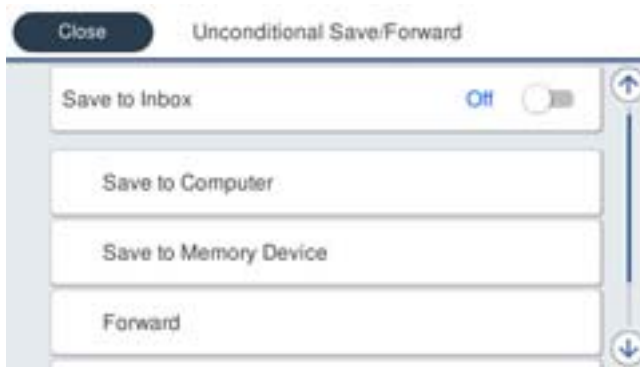 Close
Unconditional Save/Forward
Save to Inbox
Off
Save to Computer
Save to Memory Device
Forward